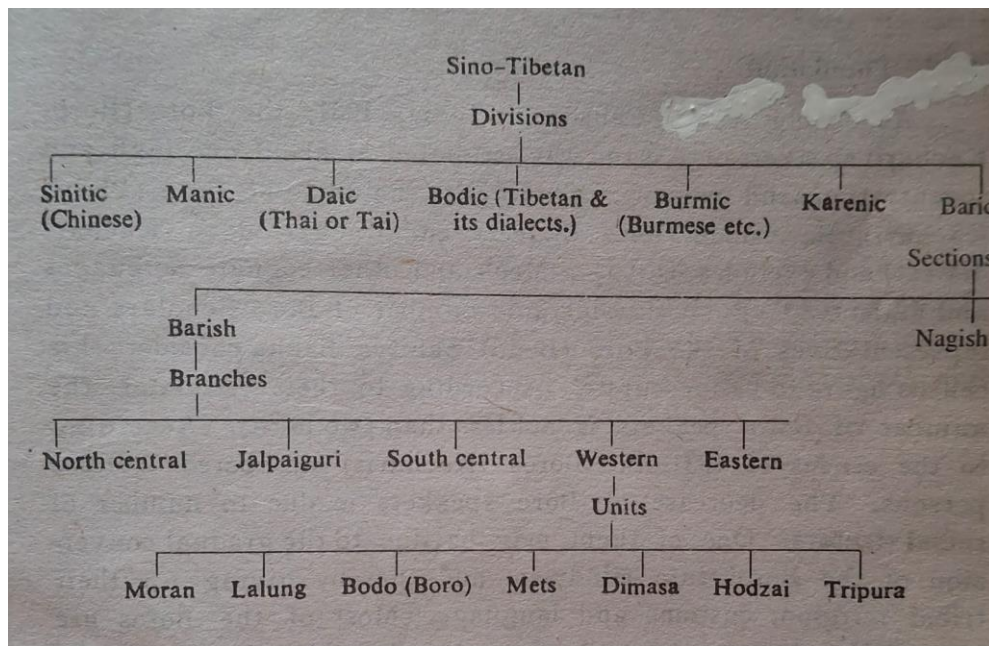 Sino-Tibetan
Divisions
Sinitic Manic Daic Bodic (Tibetan & Burmic Karenic Baric
(Chinese) (Thai or Tai) its dialects.) (Burmese etc.)
Sections
Barish Nagish
Branches
North central Jalpaiguri South central Western Eastern
Units
Moran Lalung Bodo (Boro) Mets Dimasa Hodzai Tripura